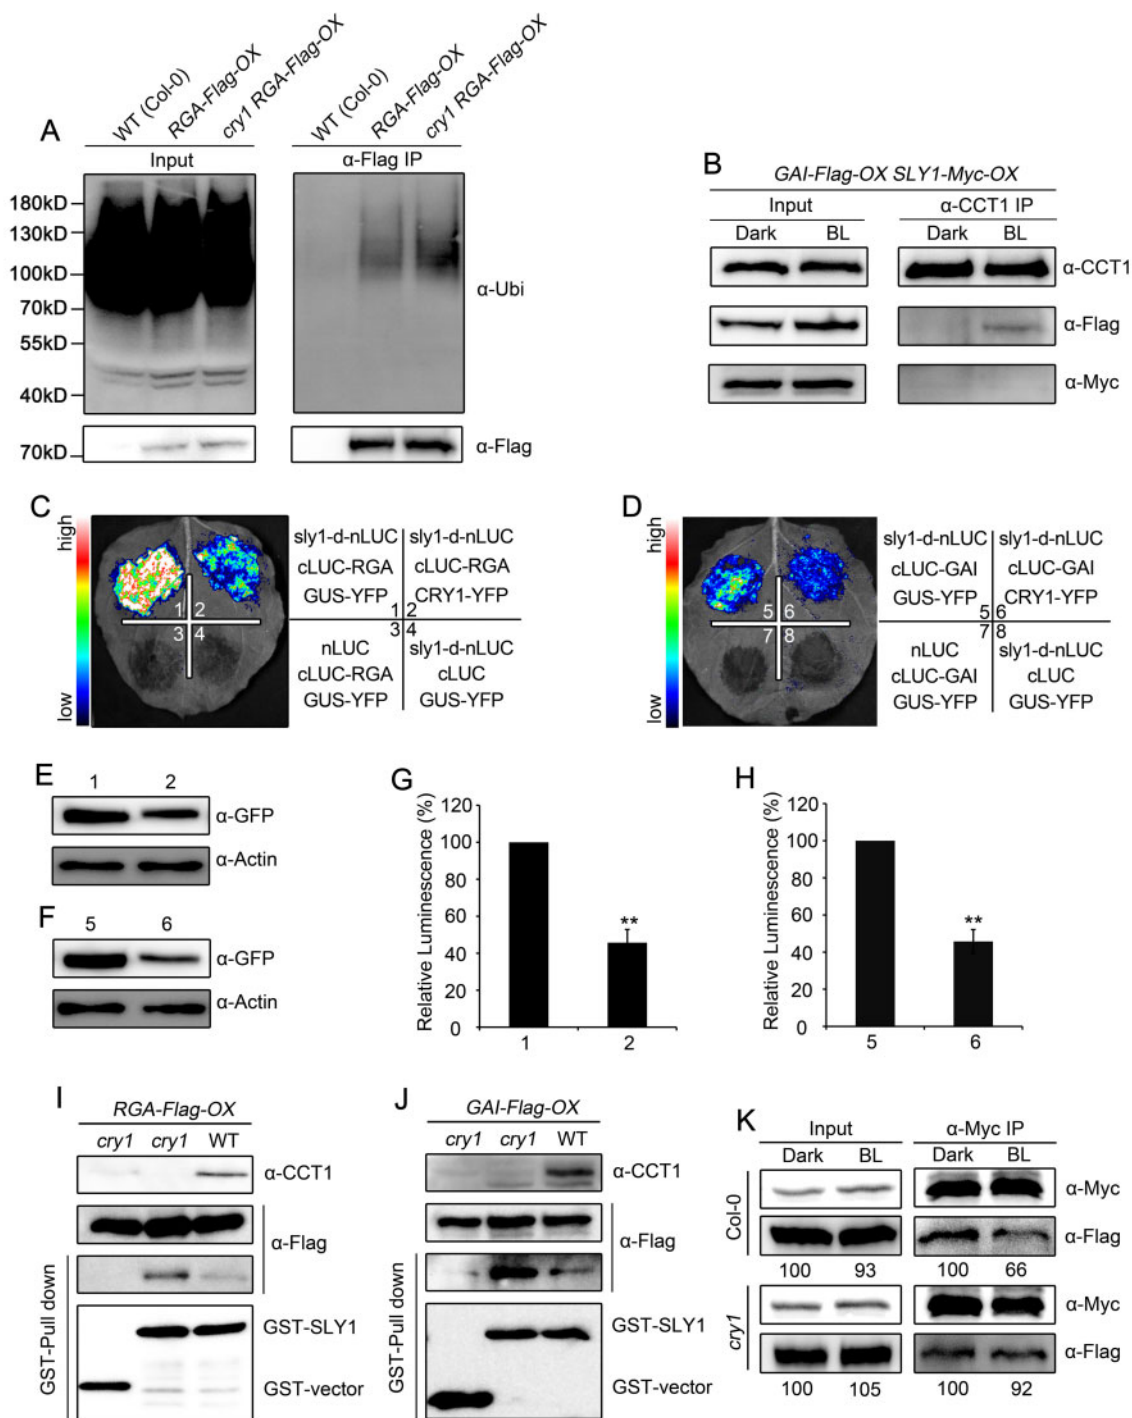 A
WT (Col-0)
RGA-Flag-OX
cry1 RGA-Flag-OX
WT (Col-0)
RGA-Flag-OX
cry1 RGA-Flag-OX
Input
α-Flag IP
180kD
130kD
100kD
70kD
55kD
40kD
70kD
α-Ubi
α-Flag
B
GAI-Flag-OX SLY1-Myc-OX
Input
α-CCT1 IP
Dark BL Dark BL
α-CCT1
α-Flag
α-Myc
C
high
low
1 2
3 4
sly1-d-nLUC sly1-d-nLUC
cLUC-RGA cLUC-RGA
GUS-YFP 1 2 CRY1-YFP
3 4
nLUC sly1-d-nLUC
cLUC-RGA cLUC
GUS-YFP GUS-YFP
D
high
low
5 6
7 8
sly1-d-nLUC sly1-d-nLUC
cLUC-GAI cLUC-GAI
GUS-YFP 5 6 CRY1-YFP
7 8
nLUC sly1-d-nLUC
cLUC-GAI cLUC
GUS-YFP GUS-YFP
E
1 2
α-GFP
α-Actin
F
5 6
α-GFP
α-Actin
G
Relative Luminescence (%)
120
100
80
60
40
20
0
**
1 2
H
Relative Luminescence (%)
120
100
80
60
40
20
0
**
5 6
I
RGA-Flag-OX
cry1 cry1 WT
α-CCT1
α-Flag
GST-Pull down
GST-SLY1
GST-vector
J
GAI-Flag-OX
cry1 cry1 WT
α-CCT1
α-Flag
GST-Pull down
GST-SLY1
GST-vector
K
Input α-Myc IP
Dark BL Dark BL
Col-0
α-Myc
α-Flag
100 93 100 66
cry1
α-Myc
α-Flag
100 105 100 92